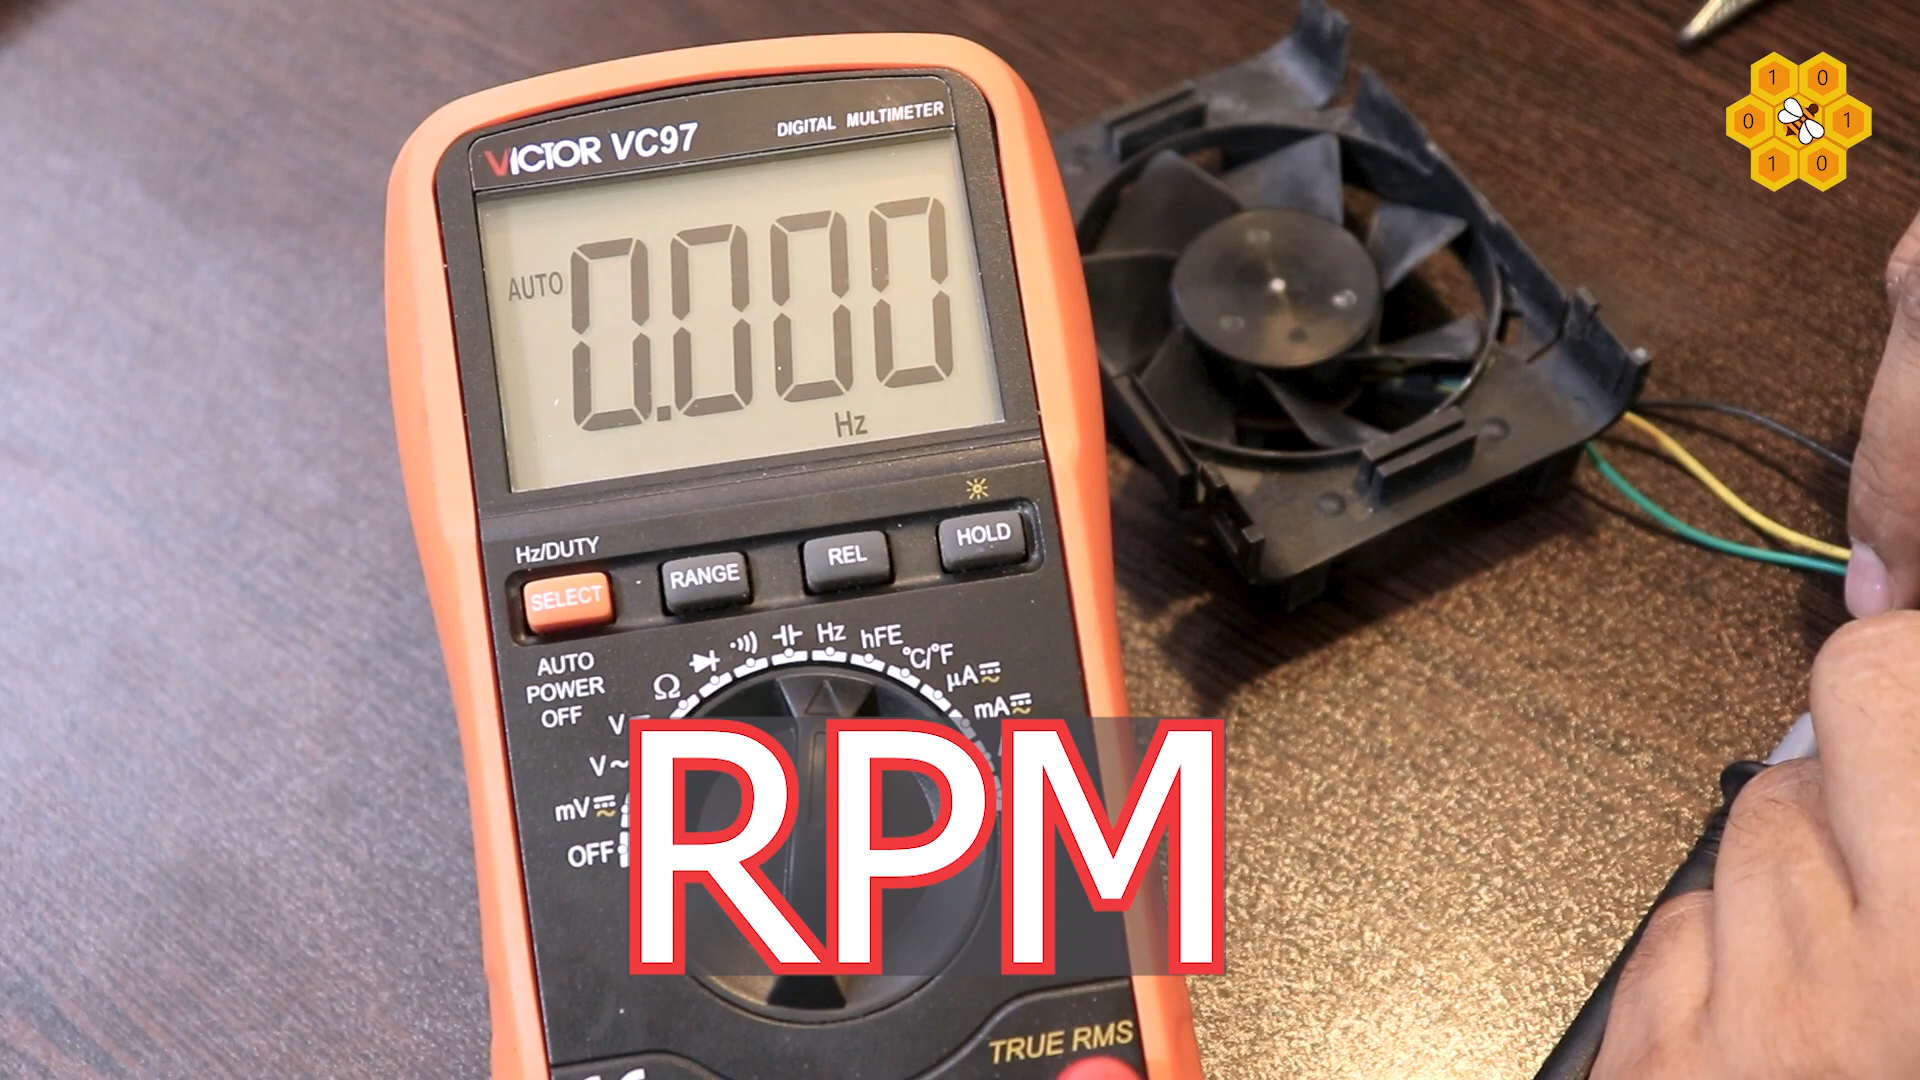 1 0
0 1
1 0
VICTOR VC97
DIGITAL MULTIMETER
AUTO
0.000
Hz
Hz/DUTY
SELECT
RANGE
REL
HOLD
AUTO
POWER
OFF
Ω
Hz
hFE
°C/°F
μA
mA
V
V~
mV
OFF
RPM
TRUE RMS